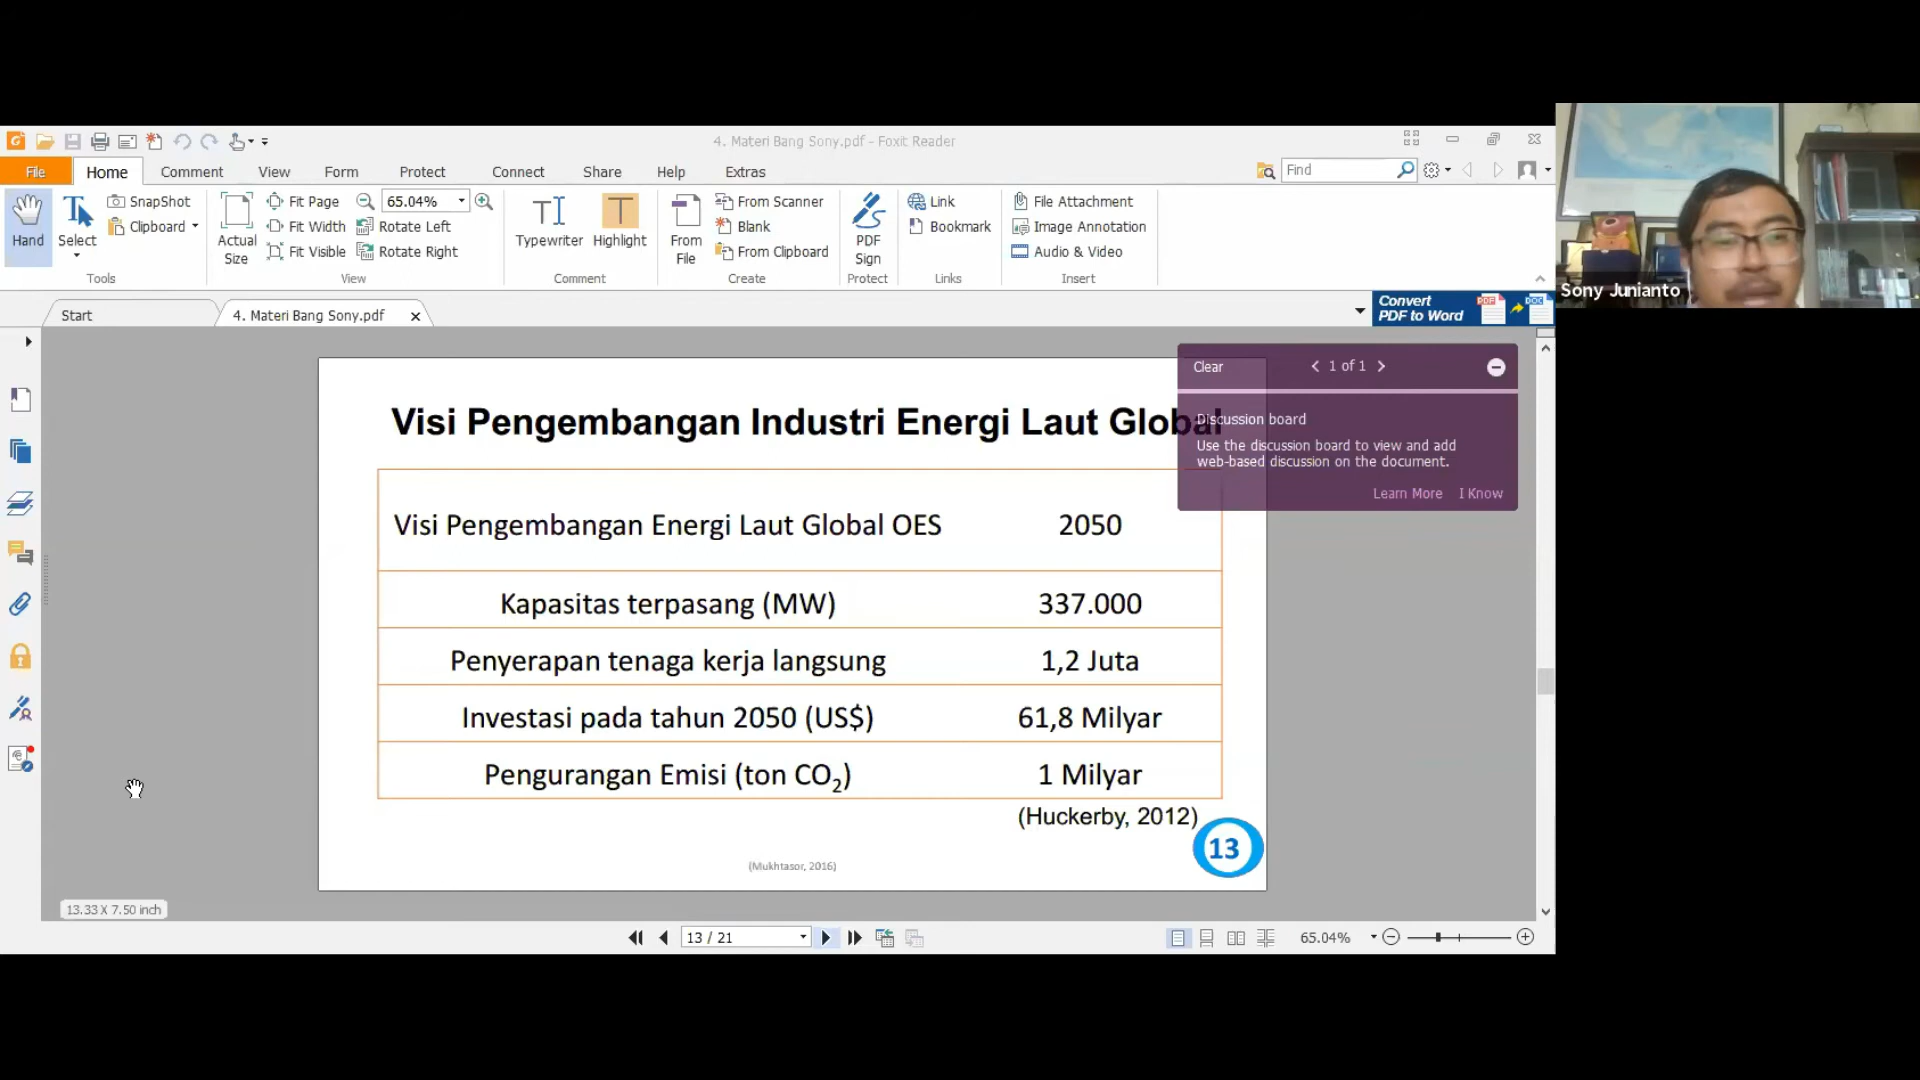 4. Materi Bang Sony.pdf - Foxit Reader
File Home Comment View Form Protect Connect Share Help Extras Find
Hand
Select
SnapShot
Clipboard
Tools
Actual Size
Fit Page
Fit Width
Fit Visible
65.04%
Rotate Left
Rotate Right
View
Typewriter
Highlight
Comment
From File
From Scanner
Blank
From Clipboard
Create
PDF Sign
Protect
Link
Bookmark
Links
File Attachment
Image Annotation
Audio & Video
Insert
Sony Junianto
Start
4. Materi Bang Sony.pdf
Convert
PDF to Word
PDF
DOC
Clear
1 of 1
Discussion board
Use the discussion board to view and add
web-based discussion on the document.
Learn More I Know
Visi Pengembangan Industri Energi Laut Global
Visi Pengembangan Energi Laut Global OES 2050
Kapasitas terpasang (MW) 337.000
Penyerapan tenaga kerja langsung 1,2 Juta
Investasi pada tahun 2050 (US$) 61,8 Milyar
Pengurangan Emisi (ton CO₂) 1 Milyar
(Huckerby, 2012)
13
(Mukhtasor, 2016)
13.33 X 7.50 inch
13 / 21
65.04%